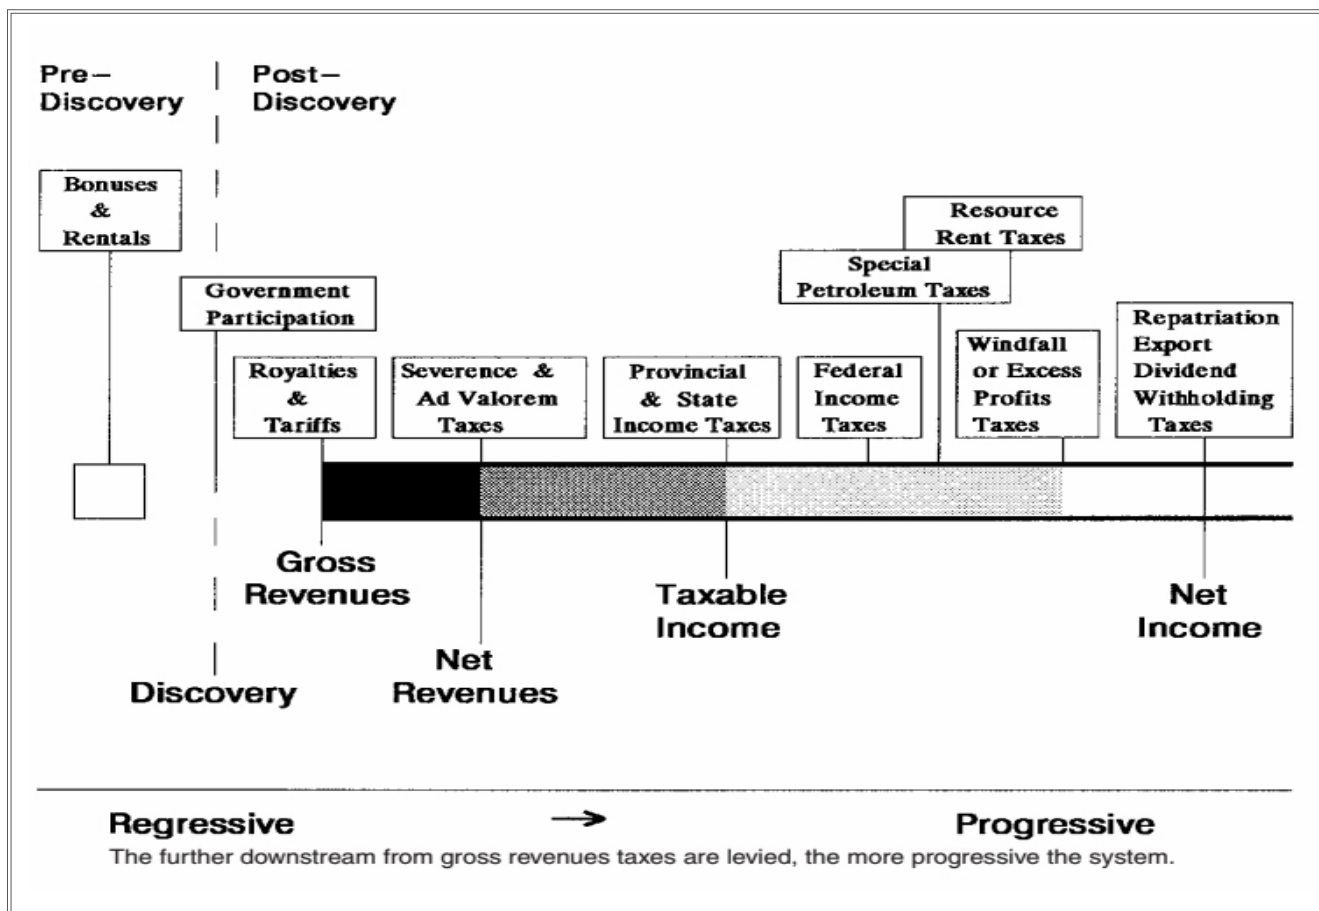 Pre–
Discovery
Post–
Discovery
Bonuses
&
Rentals
Government
Participation
Royalties
&
Tariffs
Severence &
Ad Valorem
Taxes
Provincial
& State
Income Taxes
Federal
Income
Taxes
Special
Petroleum Taxes
Resource
Rent Taxes
Windfall
or Excess
Profits
Taxes
Repatriation
Export
Dividend
Withholding
Taxes
Gross
Revenues
Net
Revenues
Taxable
Income
Net
Income
Discovery
Regressive → Progressive
The further downstream from gross revenues taxes are levied, the more progressive the system.